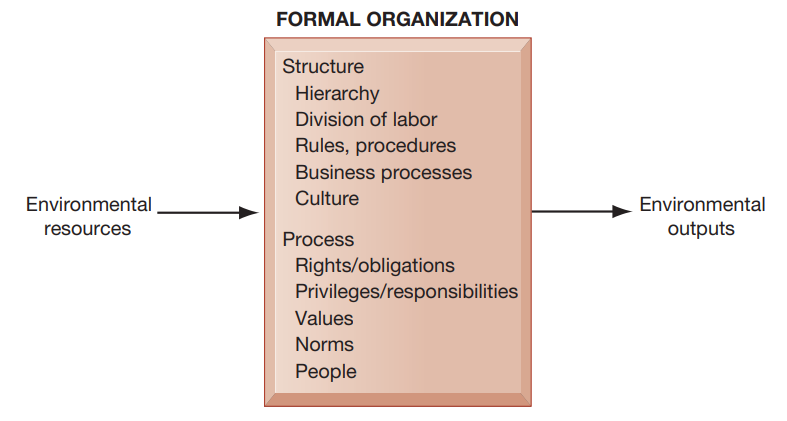 FORMAL ORGANIZATION
Structure
Hierarchy
Division of labor
Rules, procedures
Business processes
Culture
Environmental
resources
Environmental
outputs
Process
Rights/obligations
Privileges/responsibilities
Values
Norms
People